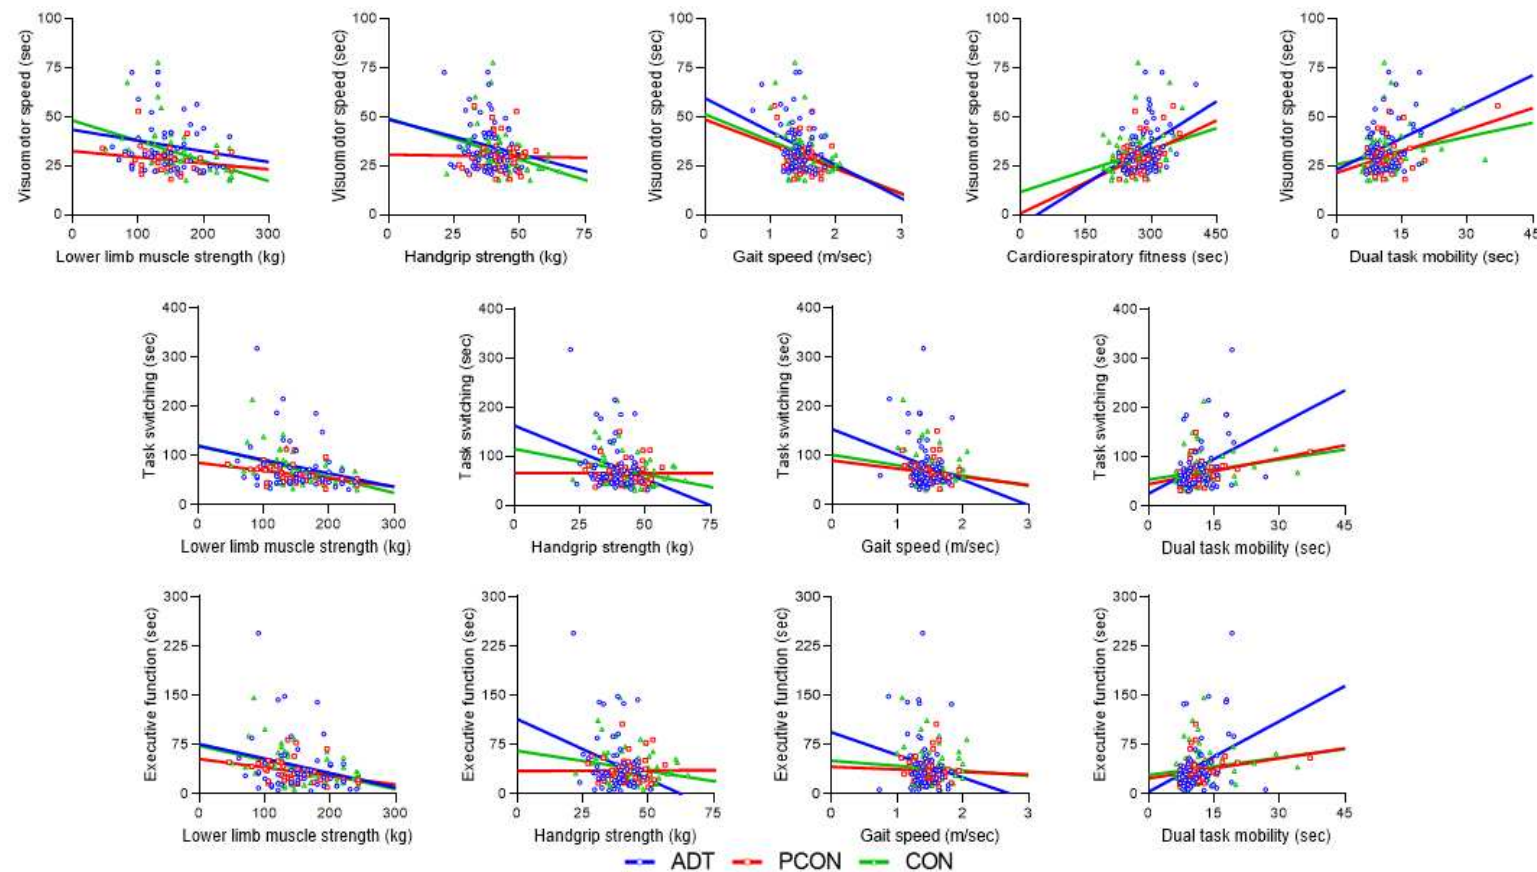 100 100 100 100 100
75 75 75 75 75
50 50 50 50 50
25 25 25 25 25
0 0 0 0 0
Visuomotor speed (sec) Visuomotor speed (sec) Visuomotor speed (sec) Visuomotor speed (sec) Visuomotor speed (sec)
0 100 200 300 0 25 50 75 0 1 2 3 0 150 300 450 0 15 30 45
Lower limb muscle strength (kg) Handgrip strength (kg) Gait speed (m/sec) Cardiorespiratory fitness (sec) Dual task mobility (sec)
400 400 400 400
300 300 300 300
200 200 200 200
100 100 100 100
0 0 0 0
Task switching (sec) Task switching (sec) Task switching (sec) Task switching (sec)
0 100 200 300 0 25 50 75 0 1 2 3 0 15 30 45
Lower limb muscle strength (kg) Handgrip strength (kg) Gait speed (m/sec) Dual task mobility (sec)
300 300 300 300
225 225 225 225
150 150 150 150
75 75 75 75
0 0 0 0
Executive function (sec) Executive function (sec) Executive function (sec) Executive function (sec)
0 100 200 300 0 25 50 75 0 1 2 3 0 15 30 45
Lower limb muscle strength (kg) Handgrip strength (kg) Gait speed (m/sec) Dual task mobility (sec)
ADT PCON CON